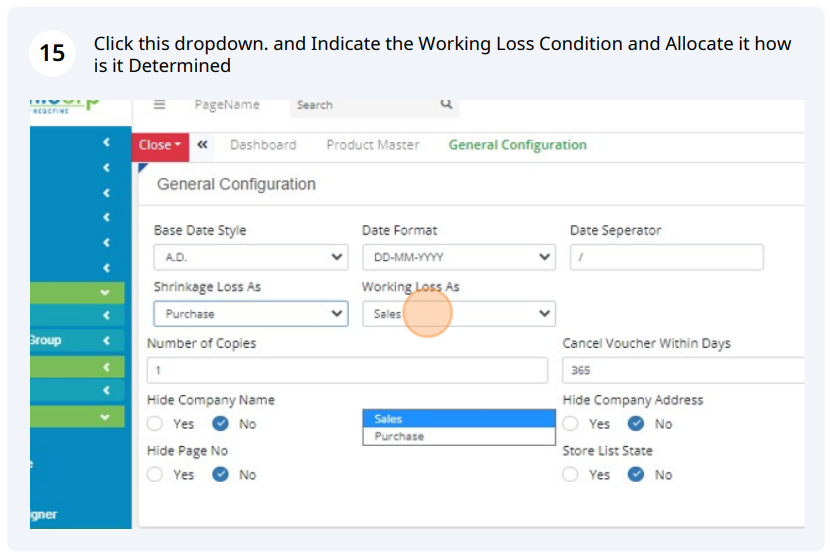 15
Click this dropdown. and Indicate the Working Loss Condition and Allocate it how
is it Determined
PageName Search
Close Dashboard Product Master General Configuration
General Configuration
Base Date Style Date Format Date Seperator
A.D. DD-MM-YYYY /
Shrinkage Loss As Working Loss As
Purchase Sales
Number of Copies Cancel Voucher Within Days
1 365
Hide Company Name Hide Company Address
Yes No Yes No
Sales
Purchase
Hide Page No Store List State
Yes No Yes No
Group